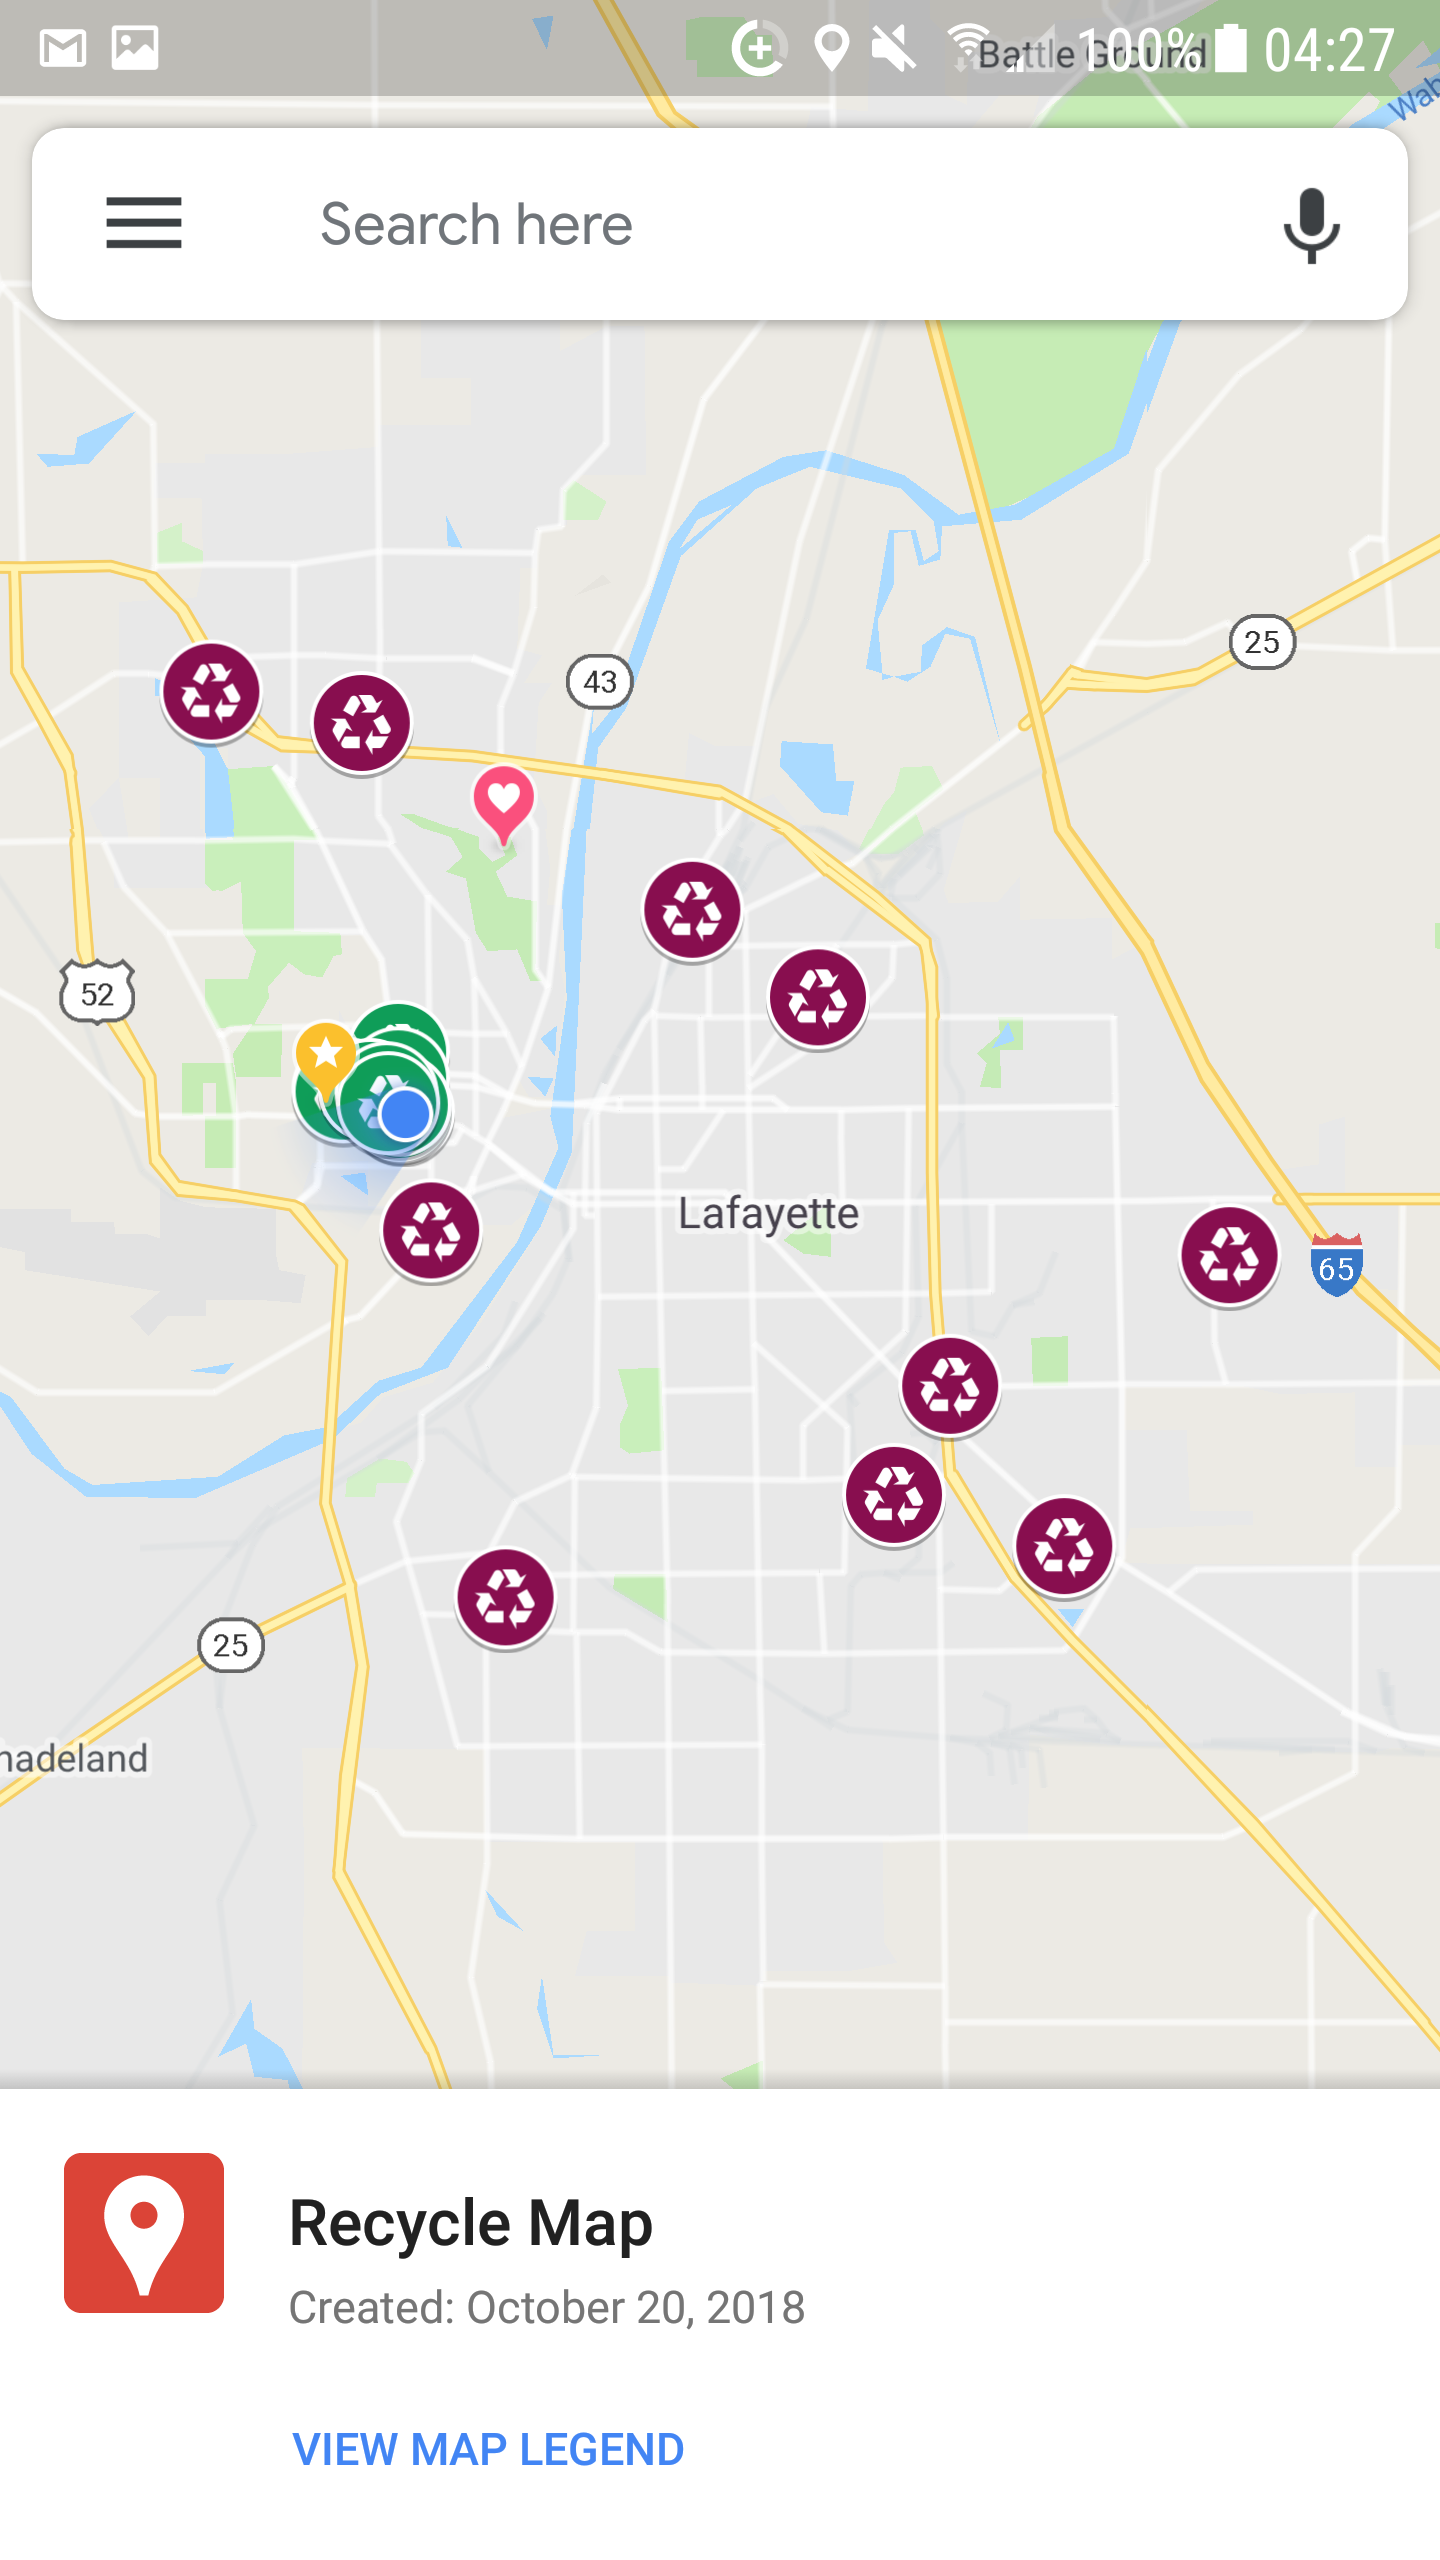 Battle Ground
100% 04:27
Wab
Search here
25
43
52
Lafayette
65
25
nadeland
Recycle Map
Created: October 20, 2018
VIEW MAP LEGEND